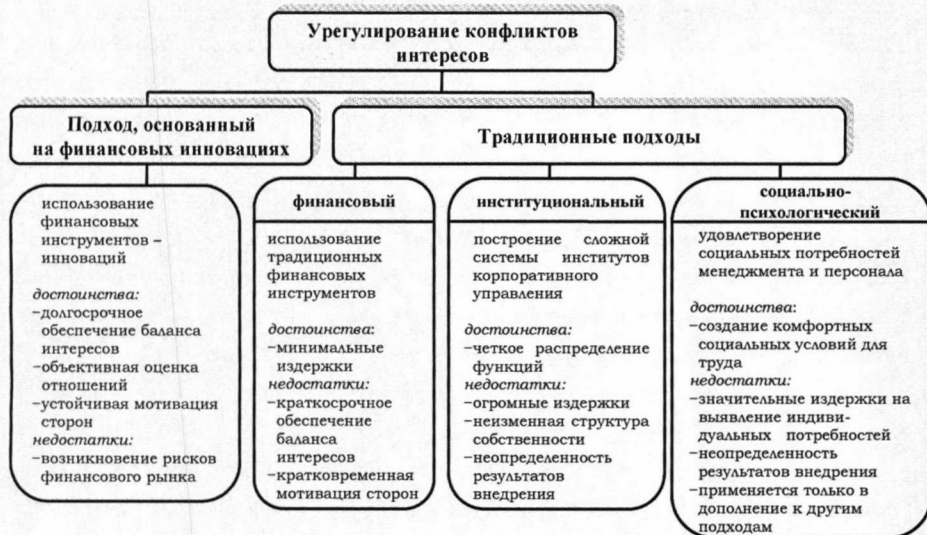 Урегулирование конфликтов
интересов
Подход, основанный
на финансовых инновациях
Традиционные подходы
использование
финансовых
инструментов –
инноваций
достоинства:
–долгосрочное
обеспечение баланса
интересов
–объективная оценка
отношений
–устойчивая мотивация
сторон
недостатки:
–возникновение рисков
финансового рынка
финансовый
использование
традиционных
финансовых
инструментов
достоинства:
–минимальные
издержки
недостатки:
–краткосрочное
обеспечение
баланса
интересов
–кратковременная
мотивация сторон
институциональный
построение сложной
системы институтов
корпоративного
управления
достоинства:
–четкое распределение
функций
недостатки:
–огромные издержки
–неизменная структура
собственности
–неопределенность
результатов
внедрения
социально-
психологический
удовлетворение
социальных потребностей
менеджмента и персонала
достоинства:
–создание комфортных
социальных условий для
труда
недостатки:
–значительные издержки на
выявление индиви-
дуальных потребностей
–неопределенность
результатов внедрения
–применяется только в
дополнение к другим
подходам